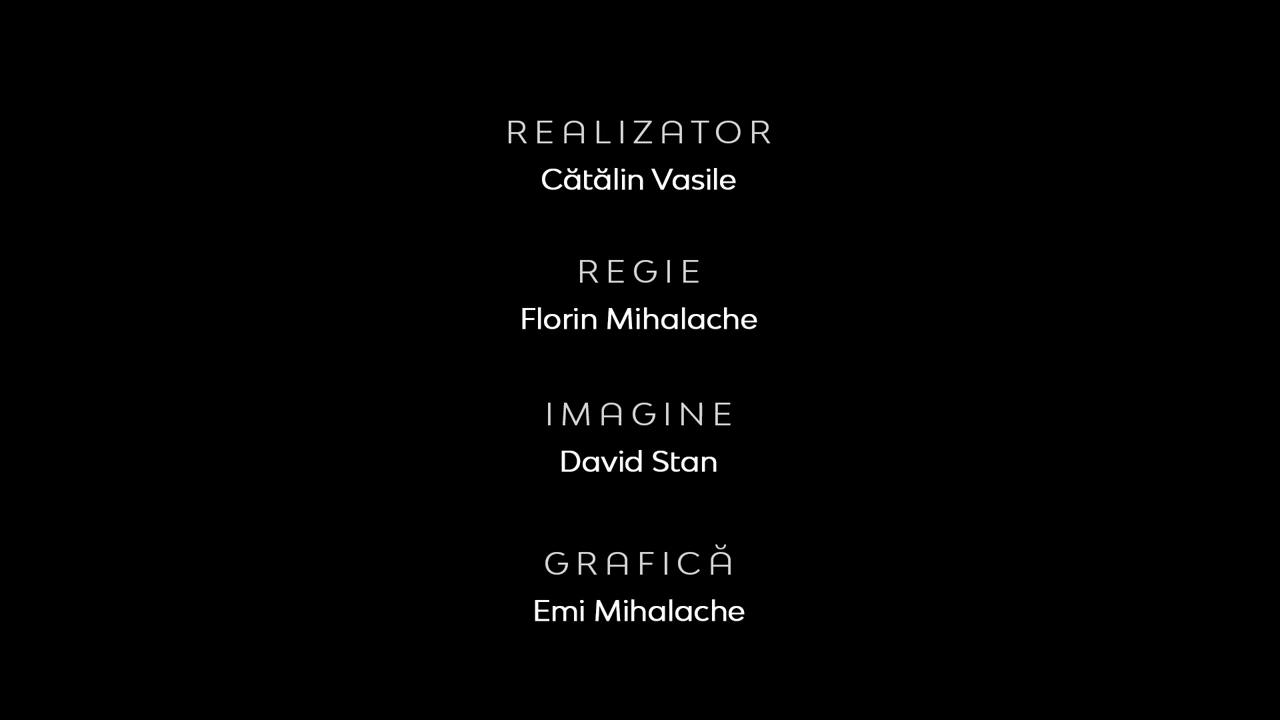 REALIZATOR
Cătălin Vasile
REGIE
Florin Mihalache
IMAGINE
David Stan
GRAFICĂ
Emi Mihalache